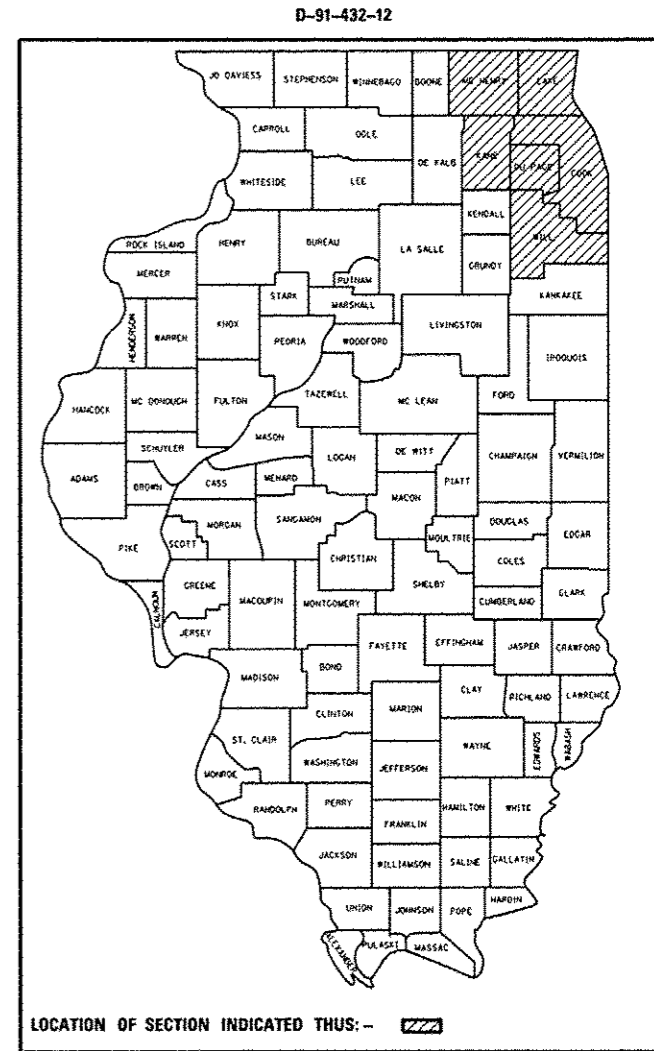 D-91-432-12
JO DAVIESS STEPHENSON WINNEBAGO BOONE MC HENRY LAKE
CARROLL OGLE
DE KALB KANE DU PAGE COOK
WHITESIDE LEE
KENDALL
ROCK ISLAND HENRY BUREAU LA SALLE WILL
GRUNDY
MERCER PUTNAM
STARK MARSHALL KANKAKEE
HENDERSON WARREN KNOX PEORIA WOODFORD LIVINGSTON IROQUOIS
HANCOCK MC DONOUGH FULTON TAZEWELL MC LEAN FORD
MASON
SCHUYLER LOGAN DE WITT CHAMPAIGN VERMILION
ADAMS BROWN CASS MENARD PIATT
MACON
MORGAN SANGAMON DOUGLAS
PIKE SCOTT CHRISTIAN MOULTRIE EDGAR
COLES
GREENE SHELBY
CALHOUN MACOUPIN MONTGOMERY CUMBERLAND CLARK
JERSEY
FAYETTE EFFINGHAM JASPER CRAWFORD
MADISON BOND
CLAY RICHLAND LAWRENCE
CLINTON MARION
ST. CLAIR WAYNE EDWARDS WABASH
WASHINGTON JEFFERSON
MONROE
RANDOLPH PERRY HAMILTON WHITE
FRANKLIN
JACKSON WILLIAMSON SALINE GALLATIN
UNION JOHNSON POPE HARDIN
ALEXANDER PULASKI MASSAC
LOCATION OF SECTION INDICATED THUS: -